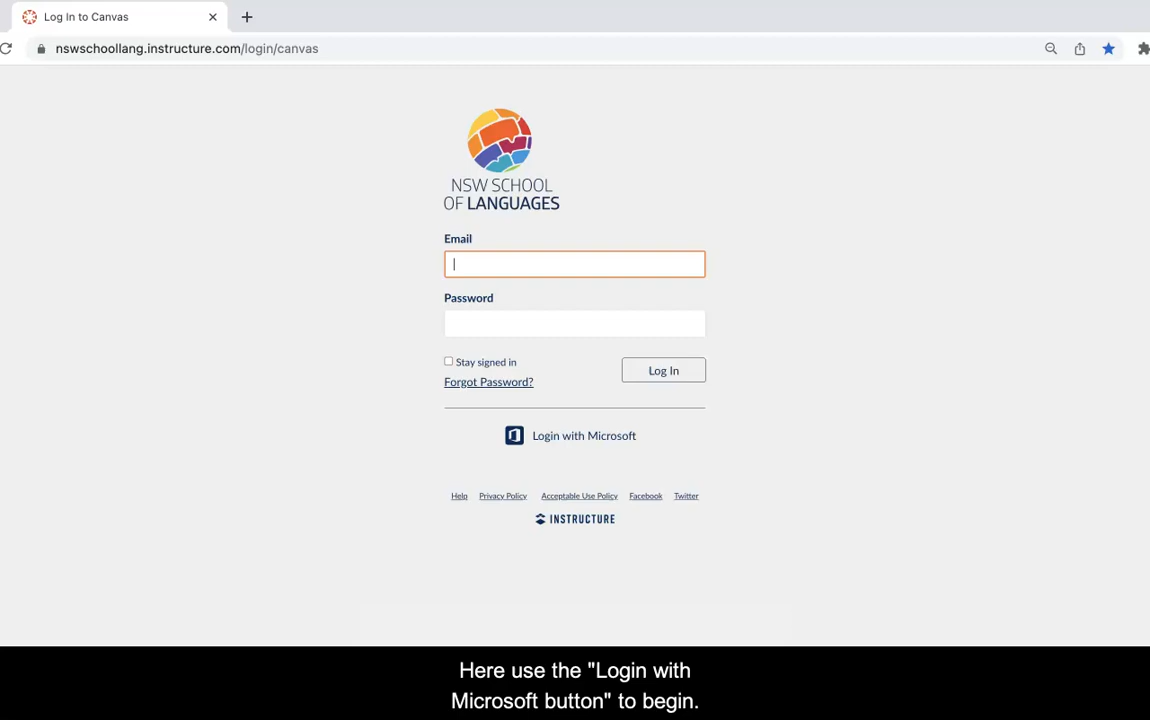 Log In to Canvas
nswschoollang.instructure.com/login/canvas
NSW SCHOOL
OF LANGUAGES
Email
Password
Stay signed in
Log In
Forgot Password?
Login with Microsoft
Help Privacy Policy Acceptable Use Policy Facebook Twitter
INSTRUCTURE
Here use the "Login with
Microsoft button" to begin.